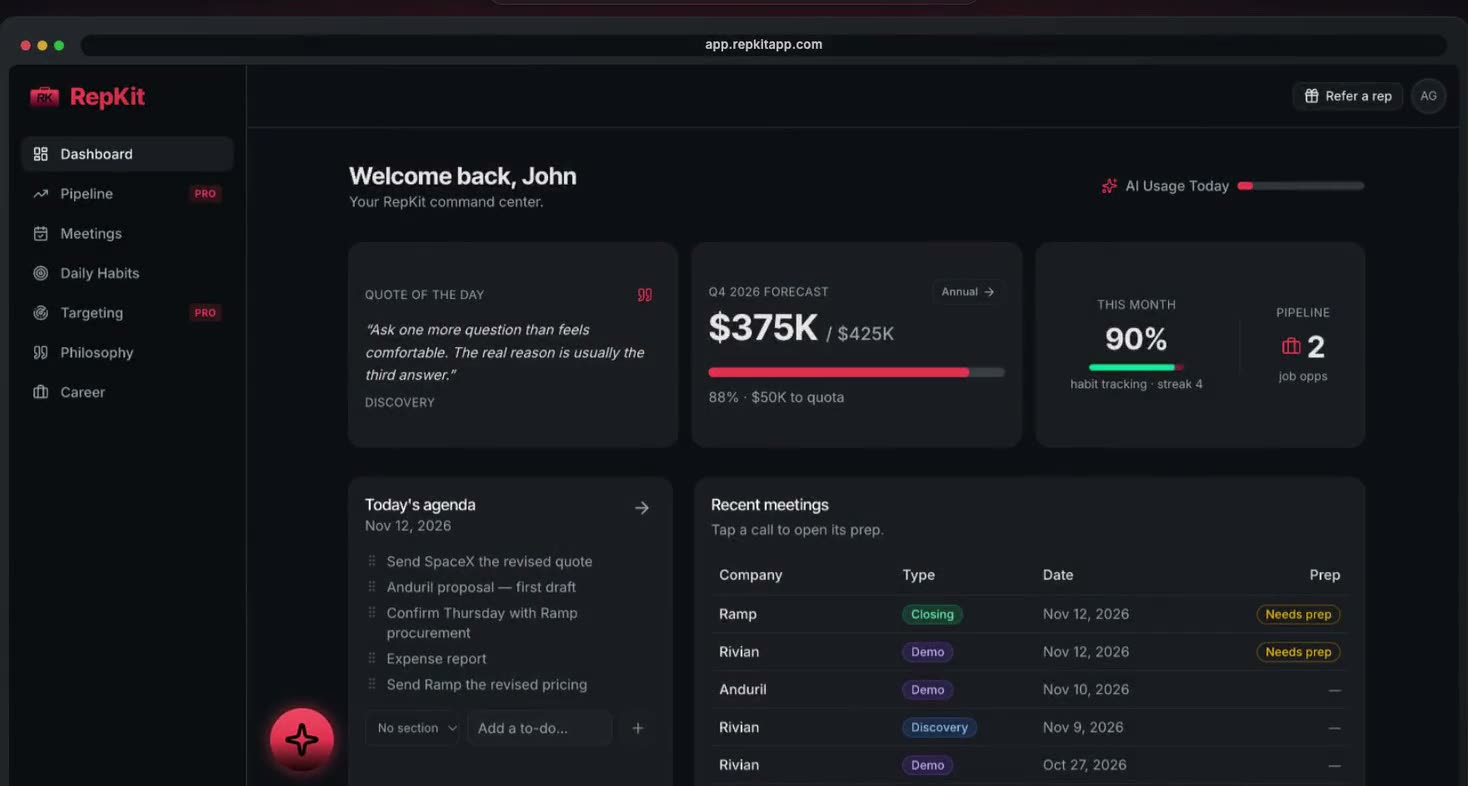 app.repkitapp.com
RK RepKit
Refer a rep
AG
Dashboard
Pipeline PRO
Meetings
Daily Habits
Targeting PRO
Philosophy
Career
Welcome back, John
Your RepKit command center.
AI Usage Today
QUOTE OF THE DAY
“Ask one more question than feels
comfortable. The real reason is usually the
third answer.”
DISCOVERY
Q4 2026 FORECAST
Annual →
$375K / $425K
88% · $50K to quota
THIS MONTH
90%
habit tracking · streak 4
PIPELINE
2
job opps
Today's agenda
Nov 12, 2026
Send SpaceX the revised quote
Anduril proposal — first draft
Confirm Thursday with Ramp
procurement
Expense report
Send Ramp the revised pricing
No section
Add a to-do...
+
Recent meetings
Tap a call to open its prep.
Company Type Date Prep
Ramp Closing Nov 12, 2026 Needs prep
Rivian Demo Nov 12, 2026 Needs prep
Anduril Demo Nov 10, 2026 —
Rivian Discovery Nov 9, 2026 —
Rivian Demo Oct 27, 2026 —